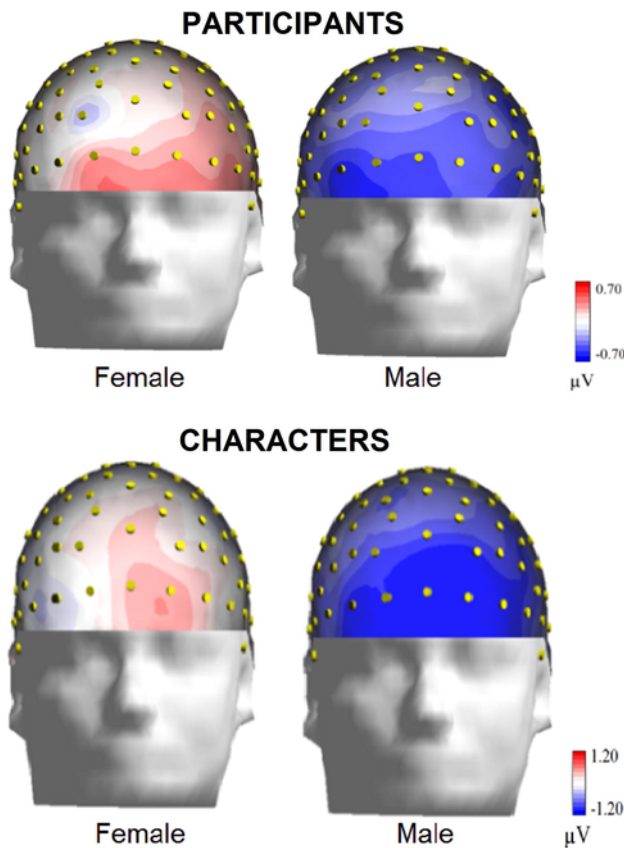 PARTICIPANTS
0.70
-0.70
µV
Female
Male
CHARACTERS
1.20
-1.20
µV
Female
Male